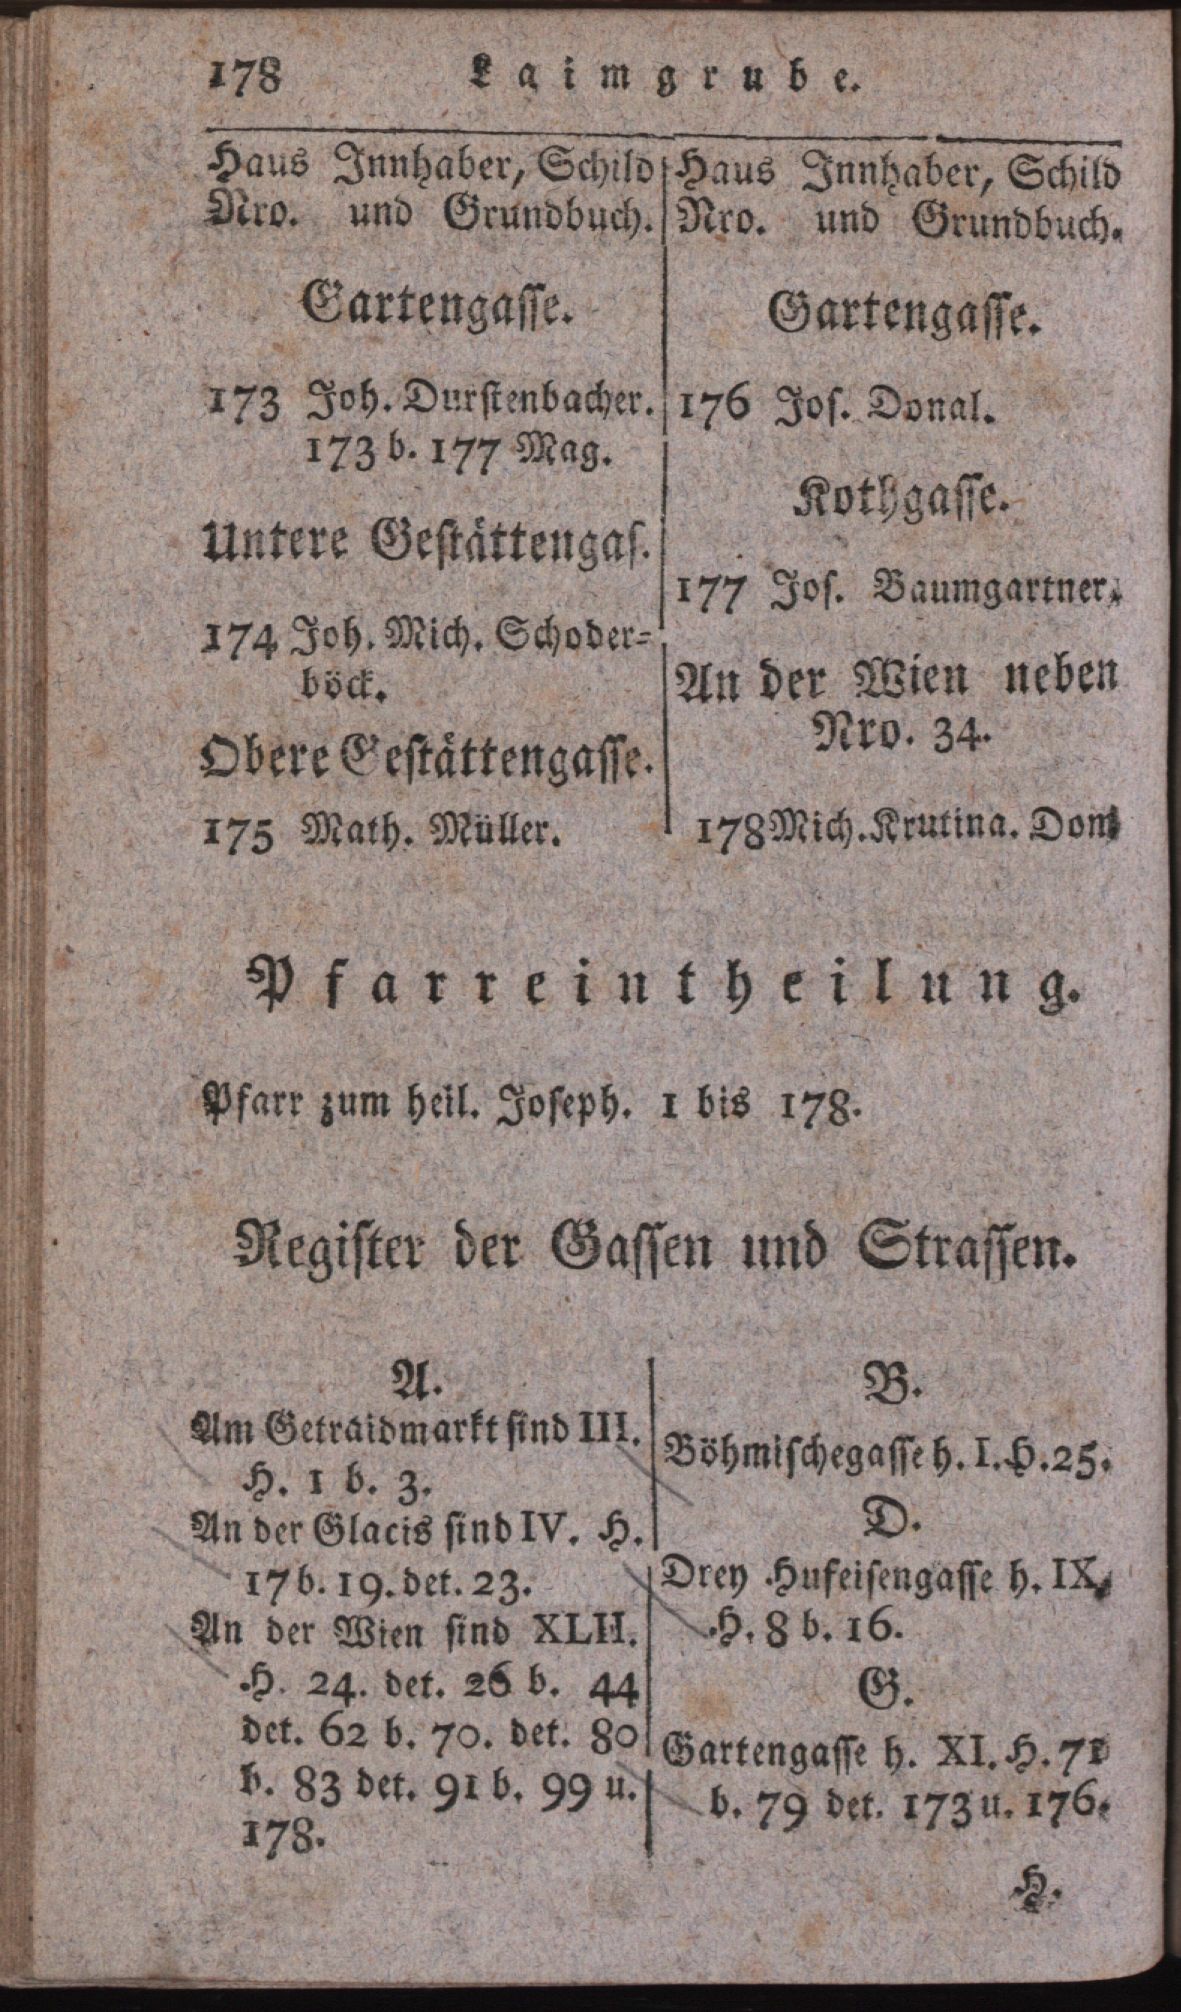 178 Laimgrube.
Haus Innhaber, Schild
Nro. und Grundbuch.
Gartengasse.
173 Joh. Durstenbacher.
173 b. 177 Mag.
Untere Gestättengas.
174 Joh. Mich. Schoder-
böck.
Obere Gestättengasse.
175 Math. Müller.
Haus Innhaber, Schild
Nro. und Grundbuch.
Gartengasse.
176 Jos. Donal.
Kothgasse.
177 Jos. Baumgartner.
An der Wien neben
Nro. 34.
178 Mich. Krutina. Dom
Pfarreintheilung.
Pfarr zum heil. Joseph. 1 bis 178.
Register der Gassen und Strassen.
A.
Am Getraidmarkt sind III.
H. 1 b. 3.
An der Glacis sind IV. H.
17 b. 19. det. 23.
An der Wien sind XLII.
H. 24. det. 26 b. 44
det. 62 b. 70. det. 80
b. 83 det. 91 b. 99 u.
178.
B.
Böhmischegasse h. I. H. 25.
D.
Drey Hufeisengasse h. IX.
H. 8 b. 16.
G.
Gartengasse h. XI. H. 71
b. 79 det. 173 u. 176.
H.